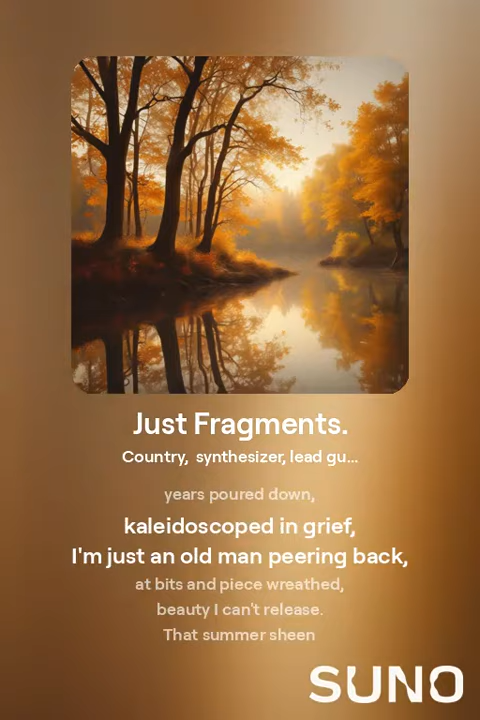 Just Fragments.
Country,  synthesizer, lead gu...
years poured down,
kaleidoscoped in grief,
I'm just an old man peering back,
at bits and piece wreathed,
beauty I can't release.
That summer sheen
SUNO